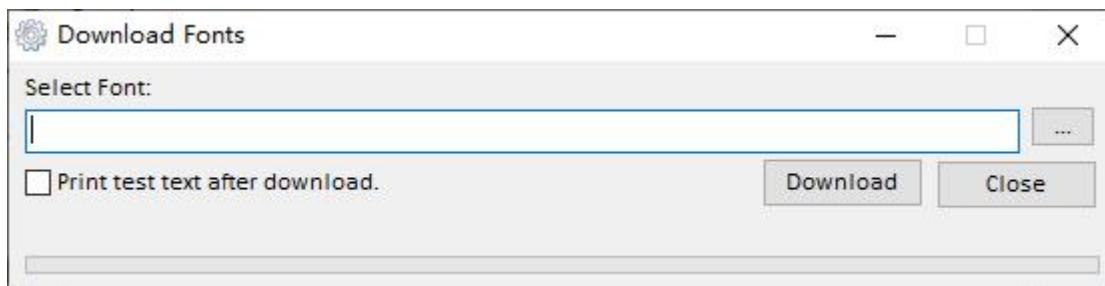 Download Fonts
Select Font:
...
Print test text after download.
Download
Close